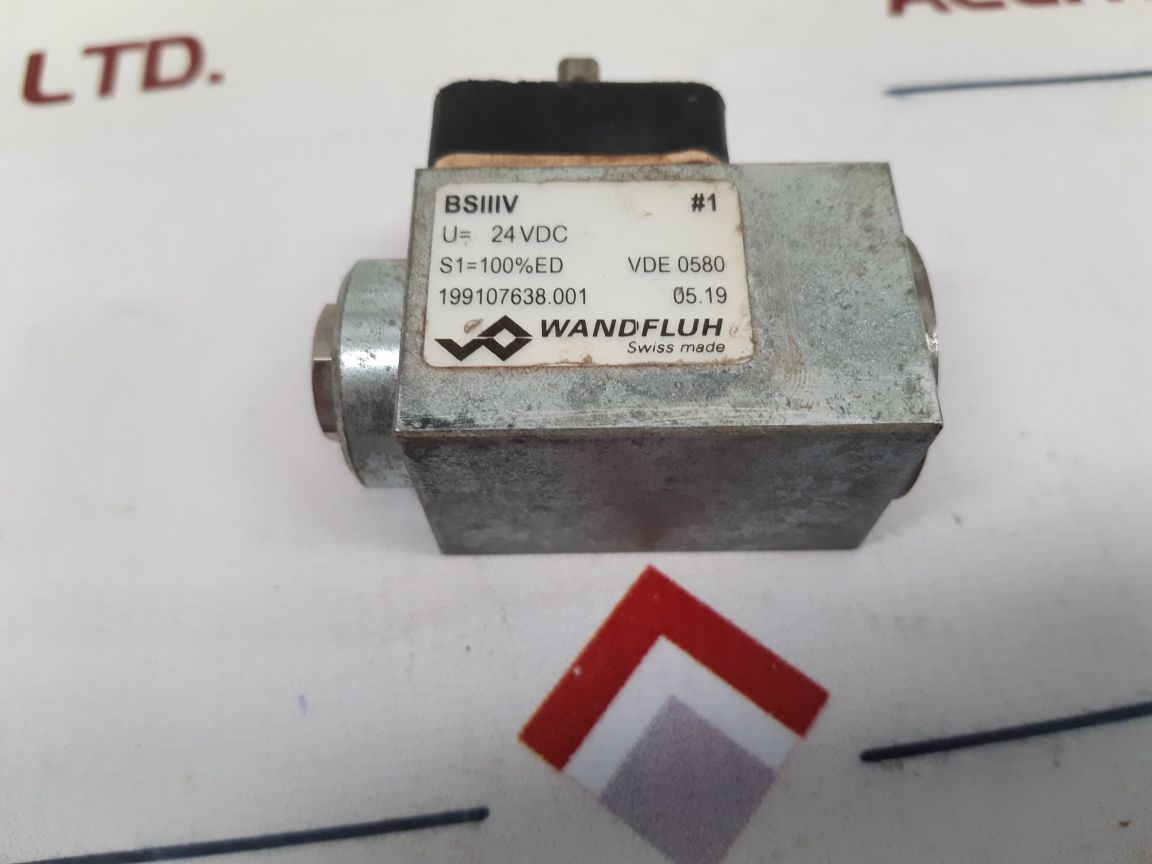 LTD.
BSIIIV #1
U= 24VDC
S1=100%ED VDE 0580
199107638.001 05.19
WANDFLUH
Swiss made